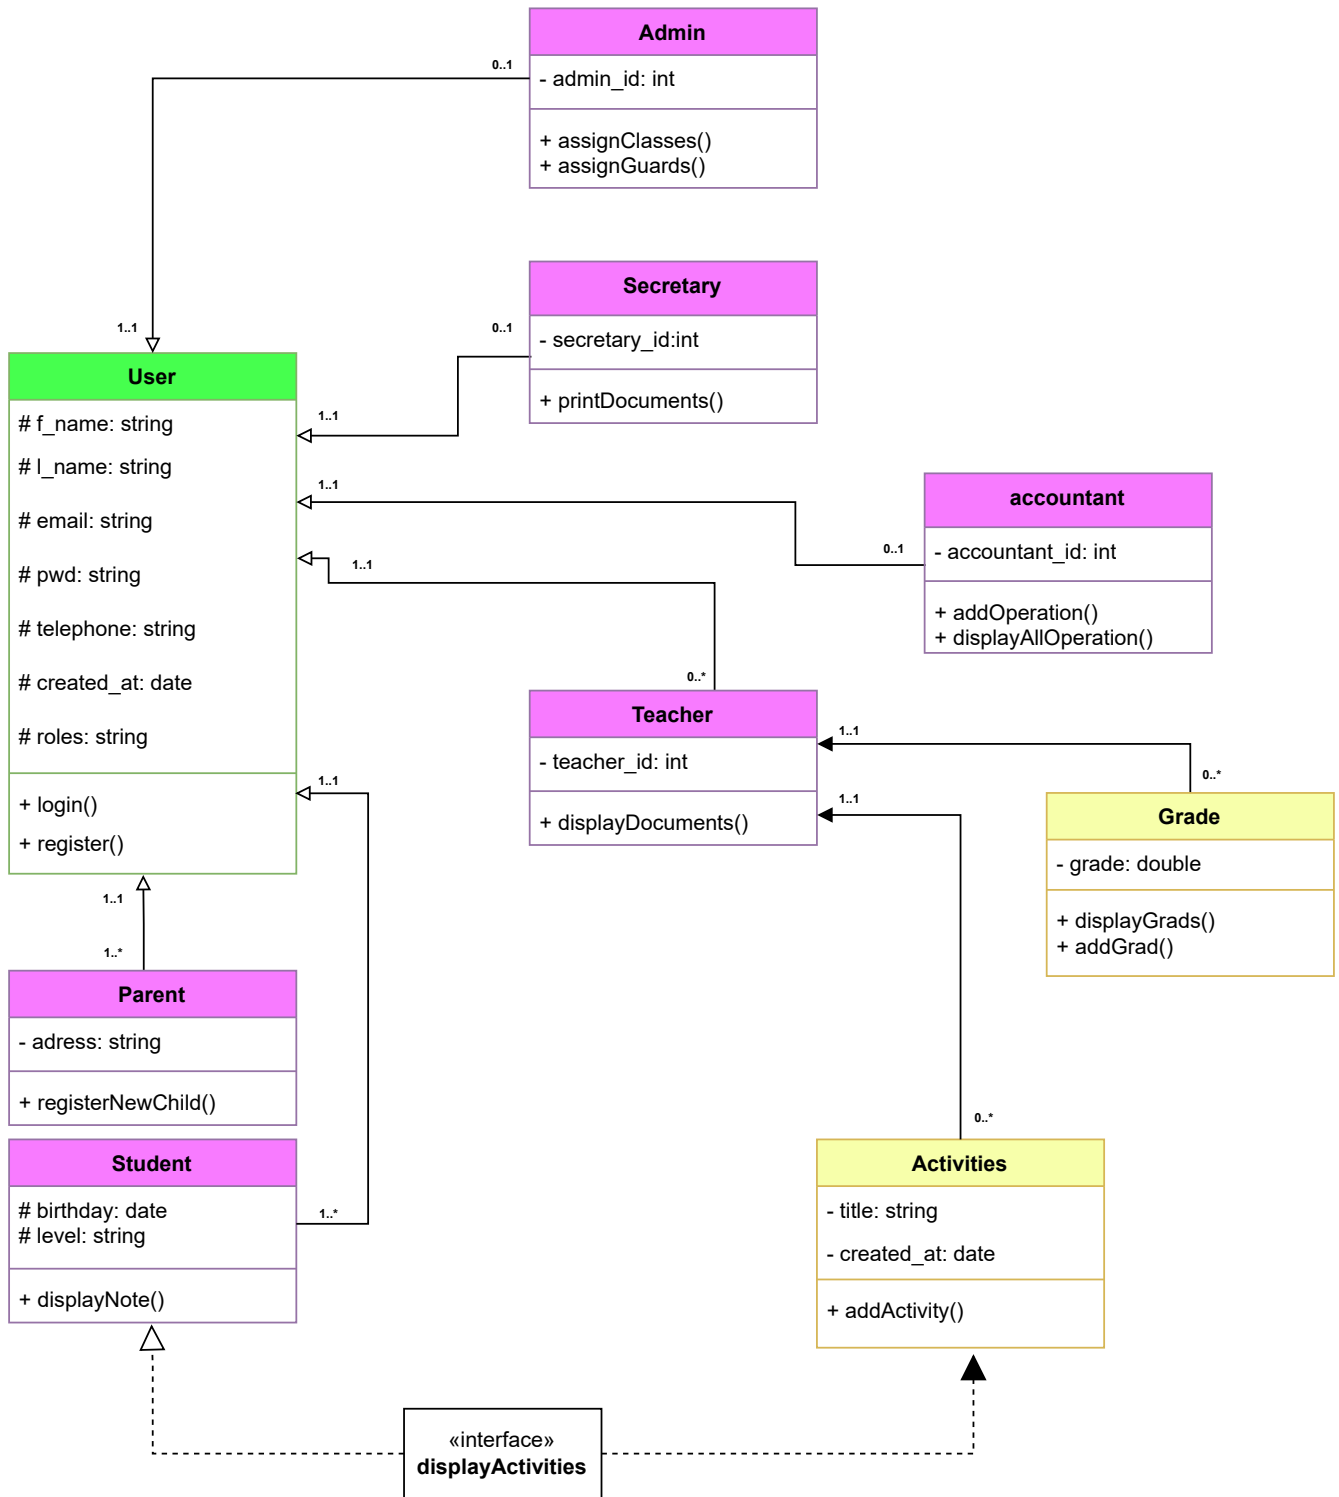 Admin
0..1
- admin_id: int
+ assignClasses()
+ assignGuards()
Secretary
0..1
- secretary_id:int
+ printDocuments()
1..1
User
# f_name: string
# l_name: string
# email: string
# pwd: string
# telephone: string
# created_at: date
# roles: string
+ login()
+ register()
1..1
1..1
accountant
0..1
- accountant_id: int
+ addOperation()
+ displayAllOperation()
1..1
0..*
Teacher
- teacher_id: int
+ displayDocuments()
1..1
0..*
1..1
Grade
- grade: double
+ displayGrads()
+ addGrad()
1..1
1..1
1..*
Parent
- adress: string
+ registerNewChild()
Student
# birthday: date
# level: string
1..*
+ displayNote()
0..*
Activities
- title: string
- created_at: date
+ addActivity()
«interface»
displayActivities